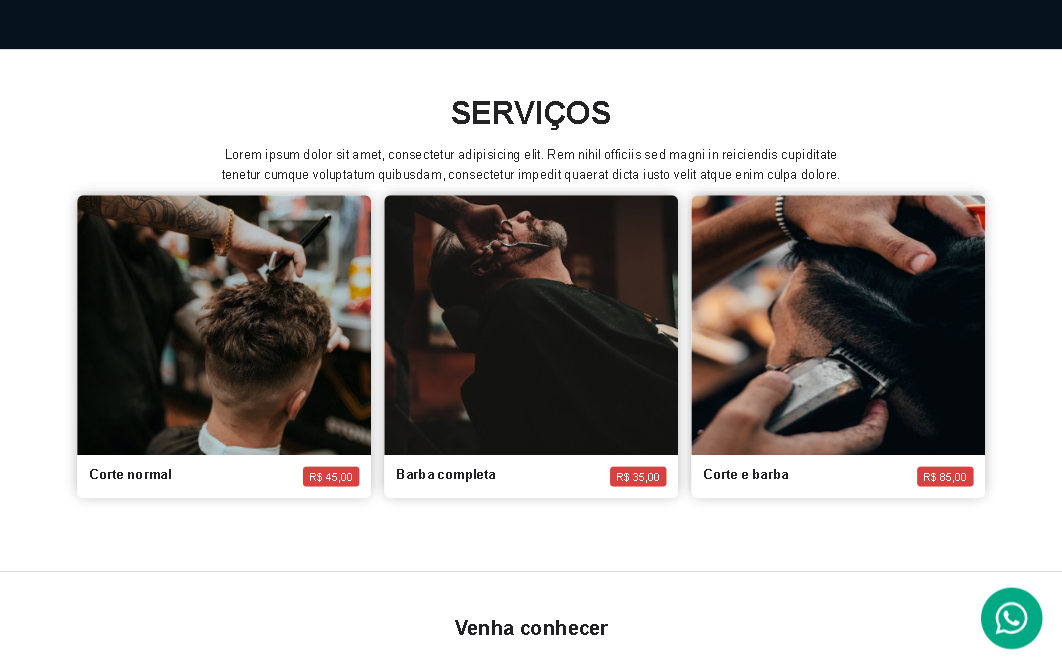 SERVIÇOS
Lorem ipsum dolor sit amet, consectetur adipisicing elit. Rem nihil officiis sed magni in reiciendis cupiditate
tenetur cumque voluptatum quibusdam, consectetur impedit quaerat dicta iusto velit atque enim culpa dolore.
Corte normal
R$ 45,00
Barba completa
R$ 35,00
Corte e barba
R$ 85,00
Venha conhecer